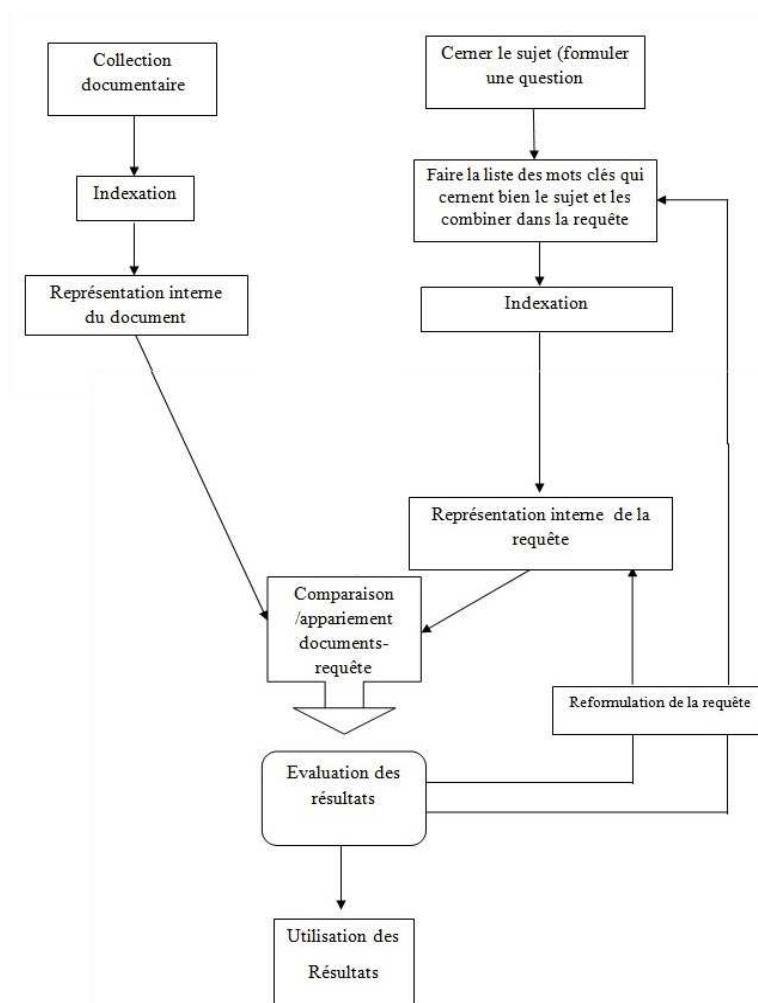 Collection
documentaire
Indexation
Représentation interne
du document
Cerner le sujet (formuler
une question
Faire la liste des mots clés qui
cernent bien le sujet et les
combiner dans la requête
Indexation
Représentation interne de la
requête
Comparaison
/appariement
documents-
requête
Reformulation de la requête
Evaluation des
résultats
Utilisation des
Résultats